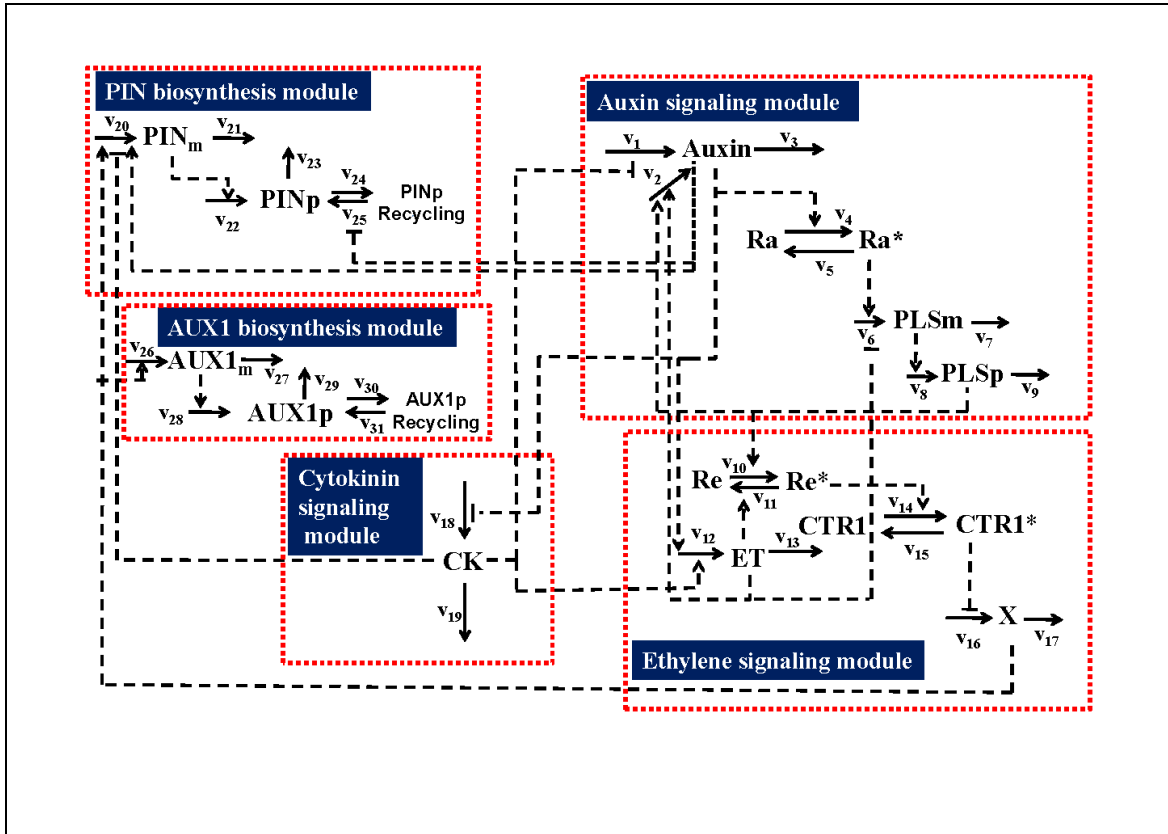 PIN biosynthesis module
v20 PINm v21
v23
v24
PINp PINp
v25 Recycling
v22
AUX1 biosynthesis module
v26
AUX1m v27
v29
v30
AUX1p AUX1p
v28
v31 Recycling
Cytokinin
signaling
module
v18
CK
v19
Auxin signaling module
v1 Auxin v3
v2
v4
Ra Ra*
v5
PLSm
v6 v7
PLSp
v8 v9
v10
Re Re*
v11
v14
CTR1 CTR1*
v15
v12 ET v13
X
v16 v17
Ethylene signaling module